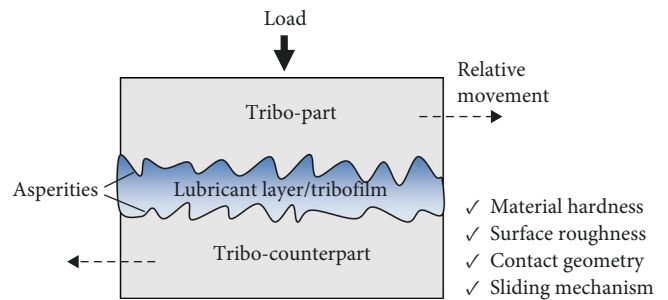 Load
Relative
movement
Tribo-part
Asperities
Lubricant layer/tribofilm
Tribo-counterpart
✓ Material hardness
✓ Surface roughness
✓ Contact geometry
✓ Sliding mechanism